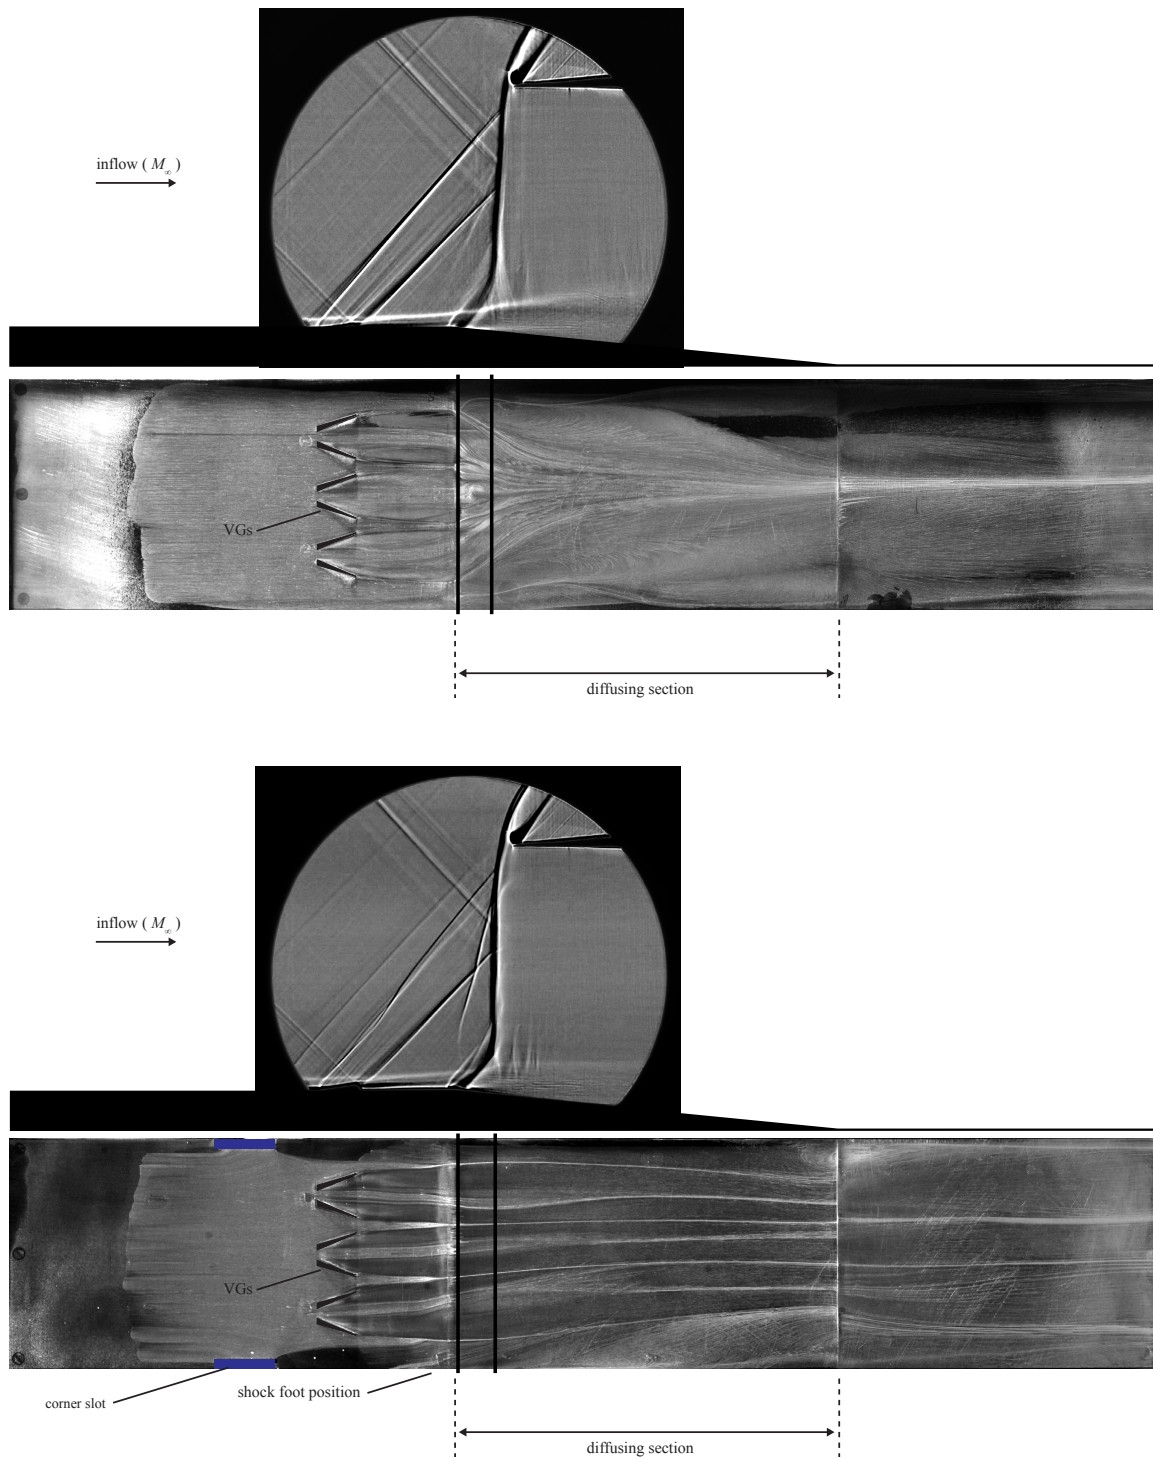 inflow ( M∞ )
VGs
diffusing section
inflow ( M∞ )
VGs
shock foot position
corner slot
diffusing section